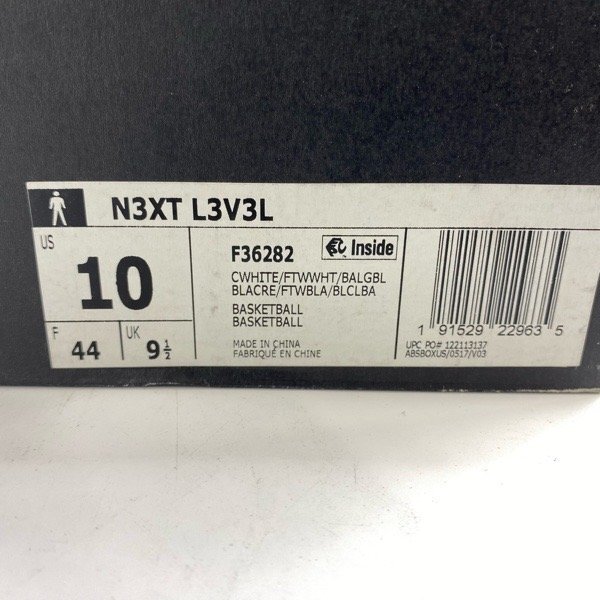 N3XT L3V3L
US
10
F
44
UK
9 1/2
F36282
Inside
CWHITE/FTWWHT/BALGBL
BLACRE/FTWBLA/BLCLBA
BASKETBALL
BASKETBALL
MADE IN CHINA
FABRIQUÉ EN CHINE
1 91529 22963 5
UPC PO# 122113137
ABSBOXUS/0517/V03